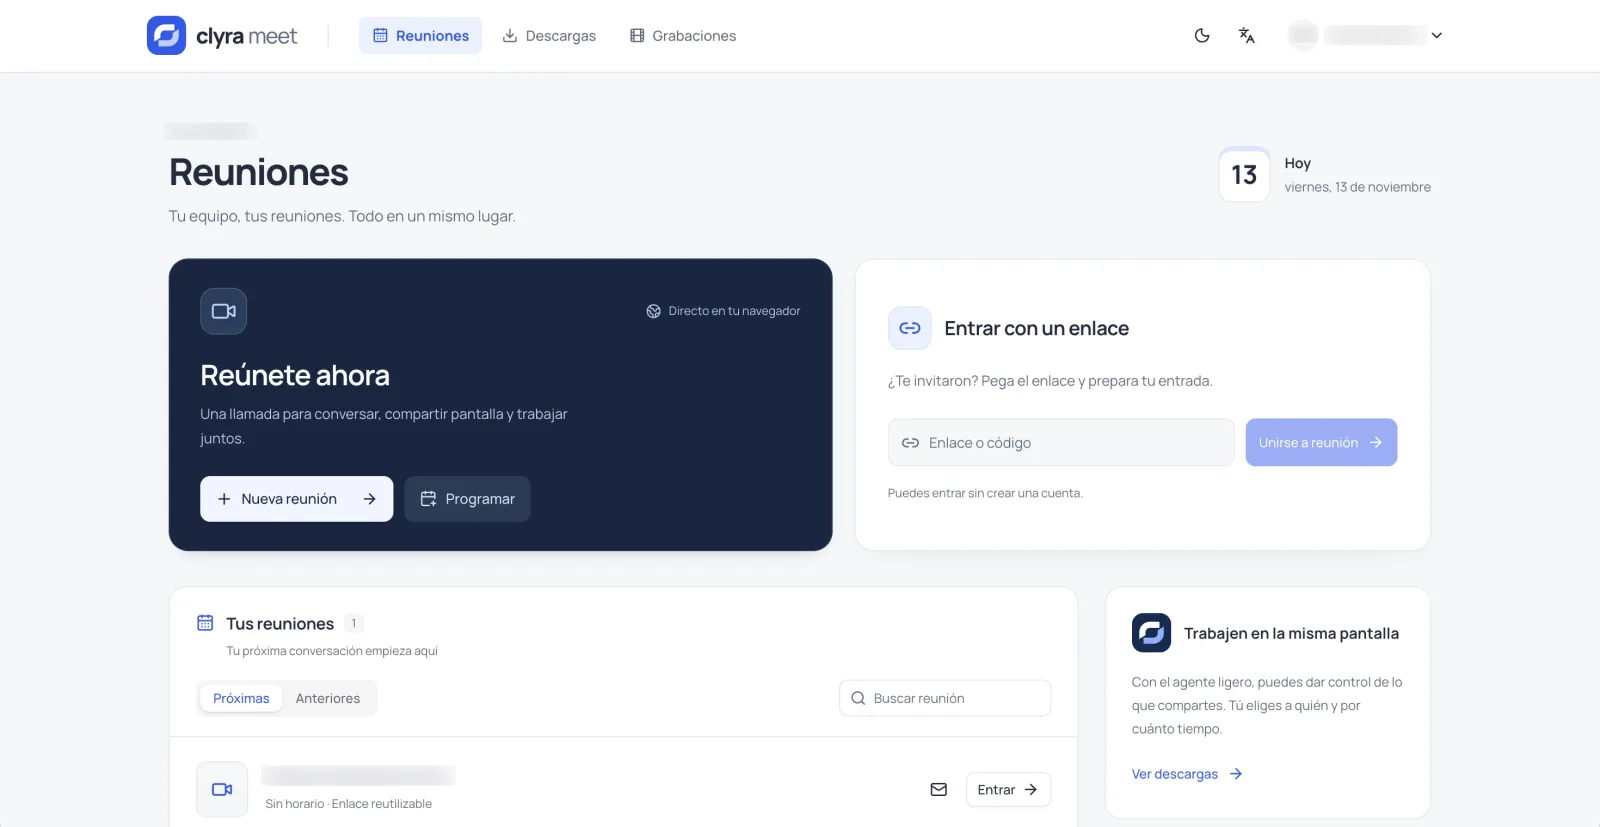 clyra meet
Reuniones
Descargas
Grabaciones
Reuniones
Tu equipo, tus reuniones. Todo en un mismo lugar.
13
Hoy
viernes, 13 de noviembre
Directo en tu navegador
Reúnete ahora
Una llamada para conversar, compartir pantalla y trabajar
juntos.
Nueva reunión
Programar
Entrar con un enlace
¿Te invitaron? Pega el enlace y prepara tu entrada.
Enlace o código
Unirse a reunión
Puedes entrar sin crear una cuenta.
Tus reuniones 1
Tu próxima conversación empieza aquí
Próximas
Anteriores
Buscar reunión
Sin horario · Enlace reutilizable
Entrar
Trabajen en la misma pantalla
Con el agente ligero, puedes dar control de lo
que compartes. Tú eliges a quién y por
cuánto tiempo.
Ver descargas